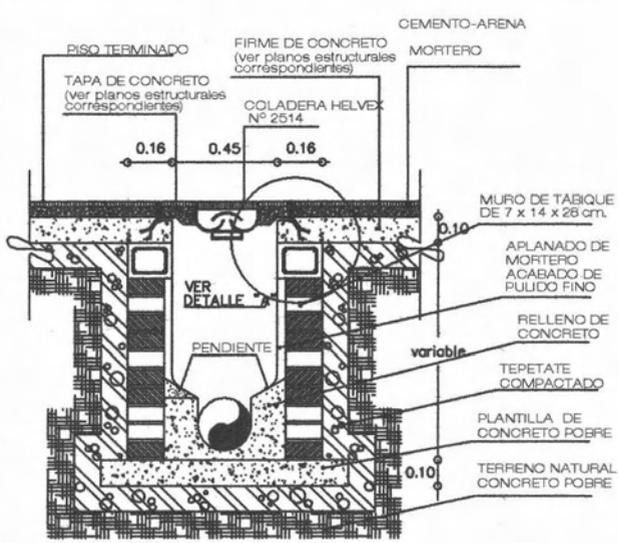 CEMENTO-ARENA
MORTERO
PISO TERMINADO
FIRME DE CONCRETO
(ver planos estructurales
correspondientes)
TAPA DE CONCRETO
(ver planos estructurales
correspondientes)
COLADERA HELVEX
Nº 2514
0.16
0.45
0.16
MURO DE TABIQUE
DE 7 x 14 x 28 cm.
0.10
APLANADO DE
MORTERO
ACABADO DE
PULIDO FINO
VER
DETALLE "A"
RELLENO DE
CONCRETO
PENDIENTE
variable
TEPETATE
COMPACTADO
PLANTILLA DE
CONCRETO POBRE
0.10
TERRENO NATURAL
CONCRETO POBRE